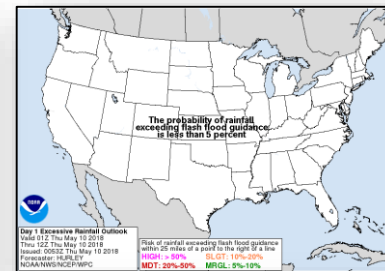 The probability of rainfall
exceeding flash flood guidance
is less than 5 percent
NOAA
Day 1 Excessive Rainfall Outlook
Valid 01Z Thu May 10 2018
Thru 12Z Thu May 10 2018
Issued: 0053Z Thu May 10 2018
Forecaster: HURLEY
NOAA/NWS/NCEP/WPC
Risk of rainfall exceeding flash flood guidance
within 25 miles of a point to the right of a line
HIGH: > 50% SLGT: 10%-20%
MDT: 20%-50% MRGL: 5%-10%